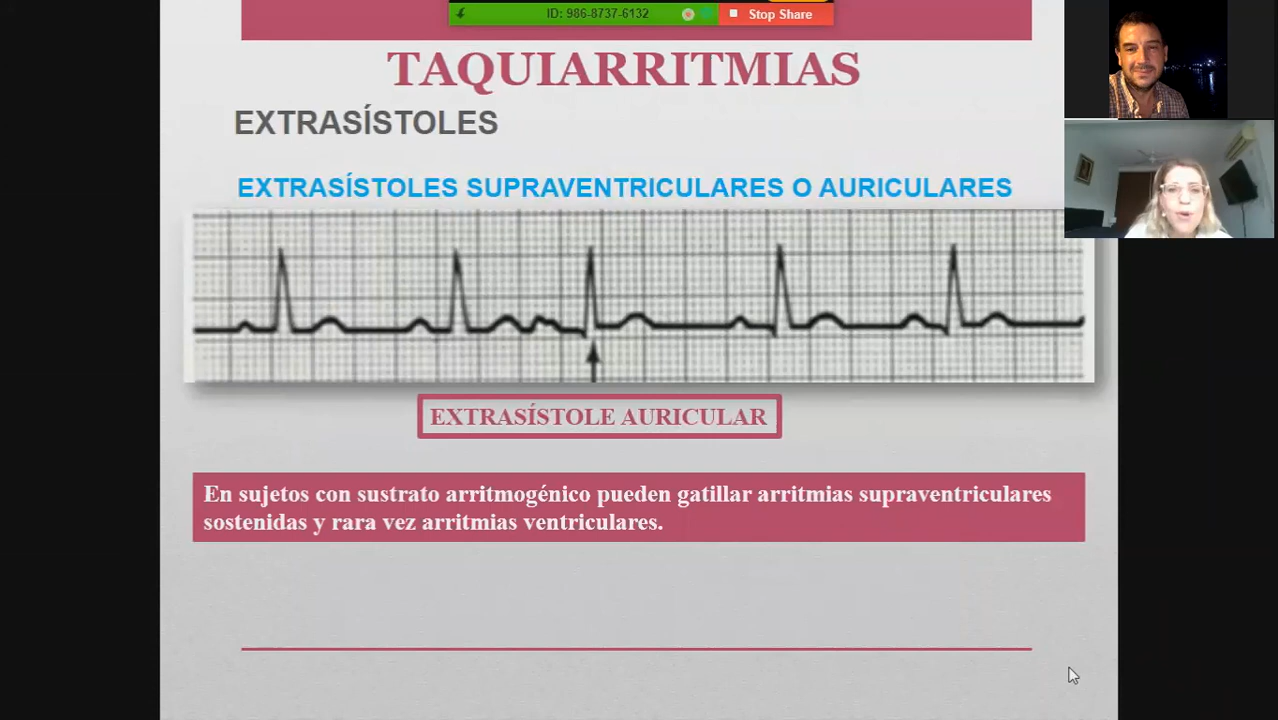 ID: 986-8737-6132
Stop Share
TAQUIARRITMIAS
EXTRASÍSTOLES
EXTRASÍSTOLES SUPRAVENTRICULARES O AURICULARES
EXTRASÍSTOLE AURICULAR
En sujetos con sustrato arritmogénico pueden gatillar arritmias supraventriculares
sostenidas y rara vez arritmias ventriculares.